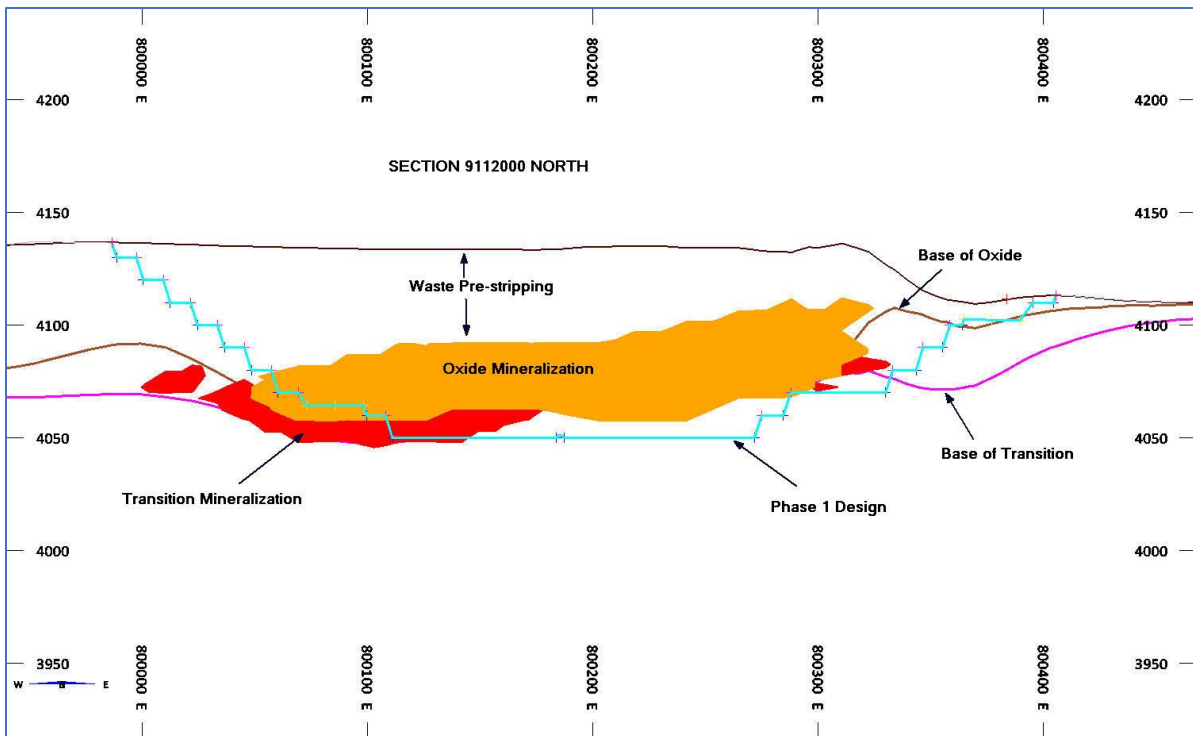 800000 E
800100 E
800200 E
800300 E
800400 E
4200
4200
SECTION 9112000 NORTH
4150
4150
Base of Oxide
Waste Pre-stripping
4100
4100
Oxide Mineralization
4050
4050
Base of Transition
Transition Mineralization
Phase 1 Design
4000
4000
3950
3950
W
E
800000 E
800100 E
800200 E
800300 E
800400 E